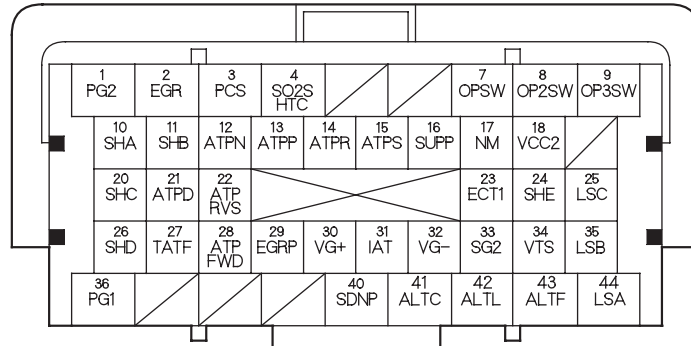 1 2 3 4 7 8 9
PG2 EGR PCS SO2S HTC OPSW OP2SW OP3SW
10 11 12 13 14 15 16 17 18
SHA SHB ATPN ATPP ATPR ATPS SUPP NM VCC2
20 21 22 23 24 25
SHC ATPD ATP RVS ECT1 SHE LSC
26 27 28 29 30 31 32 33 34 35
SHD TATF ATP FWD EGRP VG+ IAT VG- SG2 VTS LSB
36 40 41 42 43 44
PG1 SDNP ALTC ALTL ALTF LSA